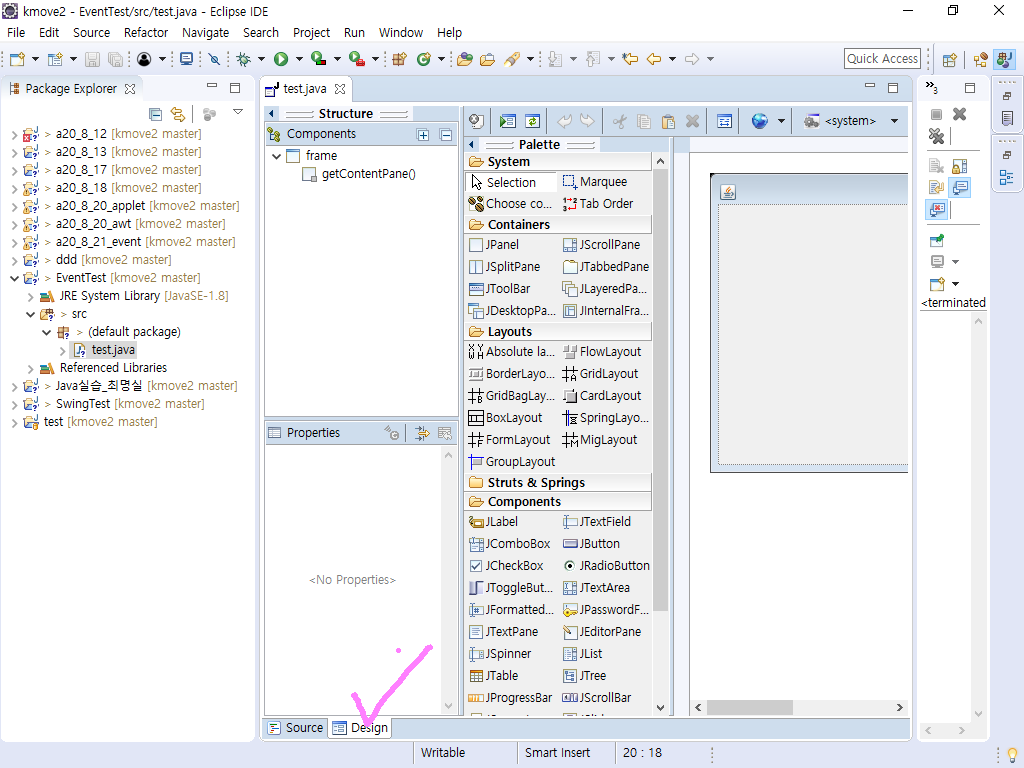 kmove2 - EventTest/src/test.java - Eclipse IDE
File Edit Source Refactor Navigate Search Project Run Window Help
Quick Access
Package Explorer
> a20_8_12 [kmove2 master]
> a20_8_13 [kmove2 master]
> a20_8_17 [kmove2 master]
> a20_8_18 [kmove2 master]
> a20_8_20_applet [kmove2 master]
> a20_8_20_awt [kmove2 master]
> a20_8_21_event [kmove2 master]
> ddd [kmove2 master]
> EventTest [kmove2 master]
JRE System Library [JavaSE-1.8]
> src
> (default package)
test.java
Referenced Libraries
> Java실습_최명실 [kmove2 master]
> SwingTest [kmove2 master]
test [kmove2 master]
test.java
Structure
Components
frame
getContentPane()
Properties
<No Properties>
Palette
System
Selection Marquee
Choose co... Tab Order
Containers
JPanel JScrollPane
JSplitPane JTabbedPane
JToolBar JLayeredPa...
JDesktopPa... JInternalFra...
Layouts
Absolute la... FlowLayout
BorderLayo... GridLayout
GridBagLay... CardLayout
BoxLayout SpringLayo...
FormLayout MigLayout
GroupLayout
Struts & Springs
Components
JLabel JTextField
JComboBox JButton
JCheckBox JRadioButton
JToggleBut... JTextArea
JFormatted... JPasswordF...
JTextPane JEditorPane
JSpinner JList
JTable JTree
JProgressBar JScrollBar
<system>
3
<terminated
Source Design
Writable Smart Insert 20 : 18